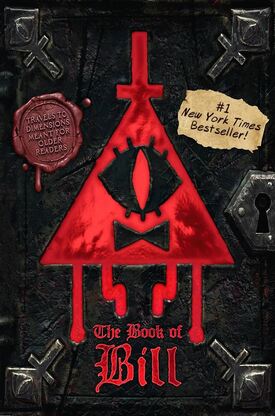 #1
New York Times
Bestseller!
TRAVELS TO
DIMENSIONS
MEANT FOR
OLDER
READERS
The Book of
Bill